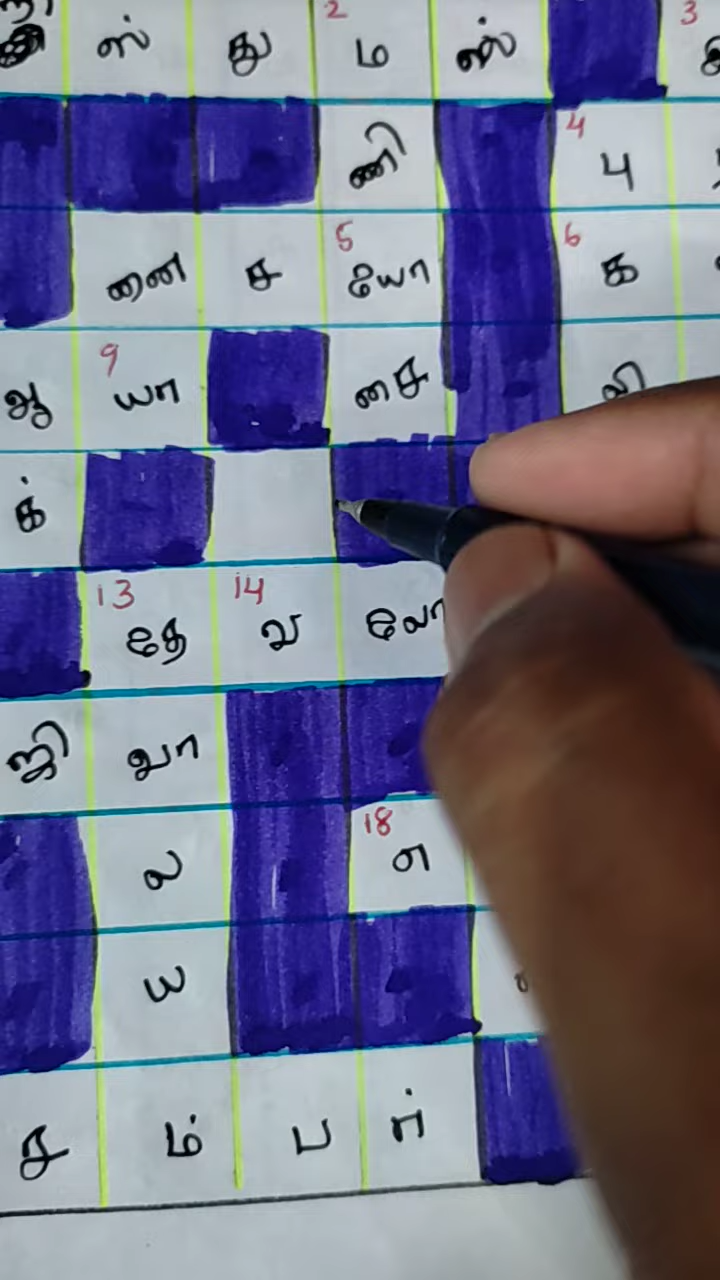 2 3
ஸ் து ம ஸ்
ணி 4 பு
னை ச 5 யோ 6 க
ஆ 9 யா சை வி
க்
13 தே 14 வ லோ
றி வா
ல 18 எ
ய
ச ம் ப ர்